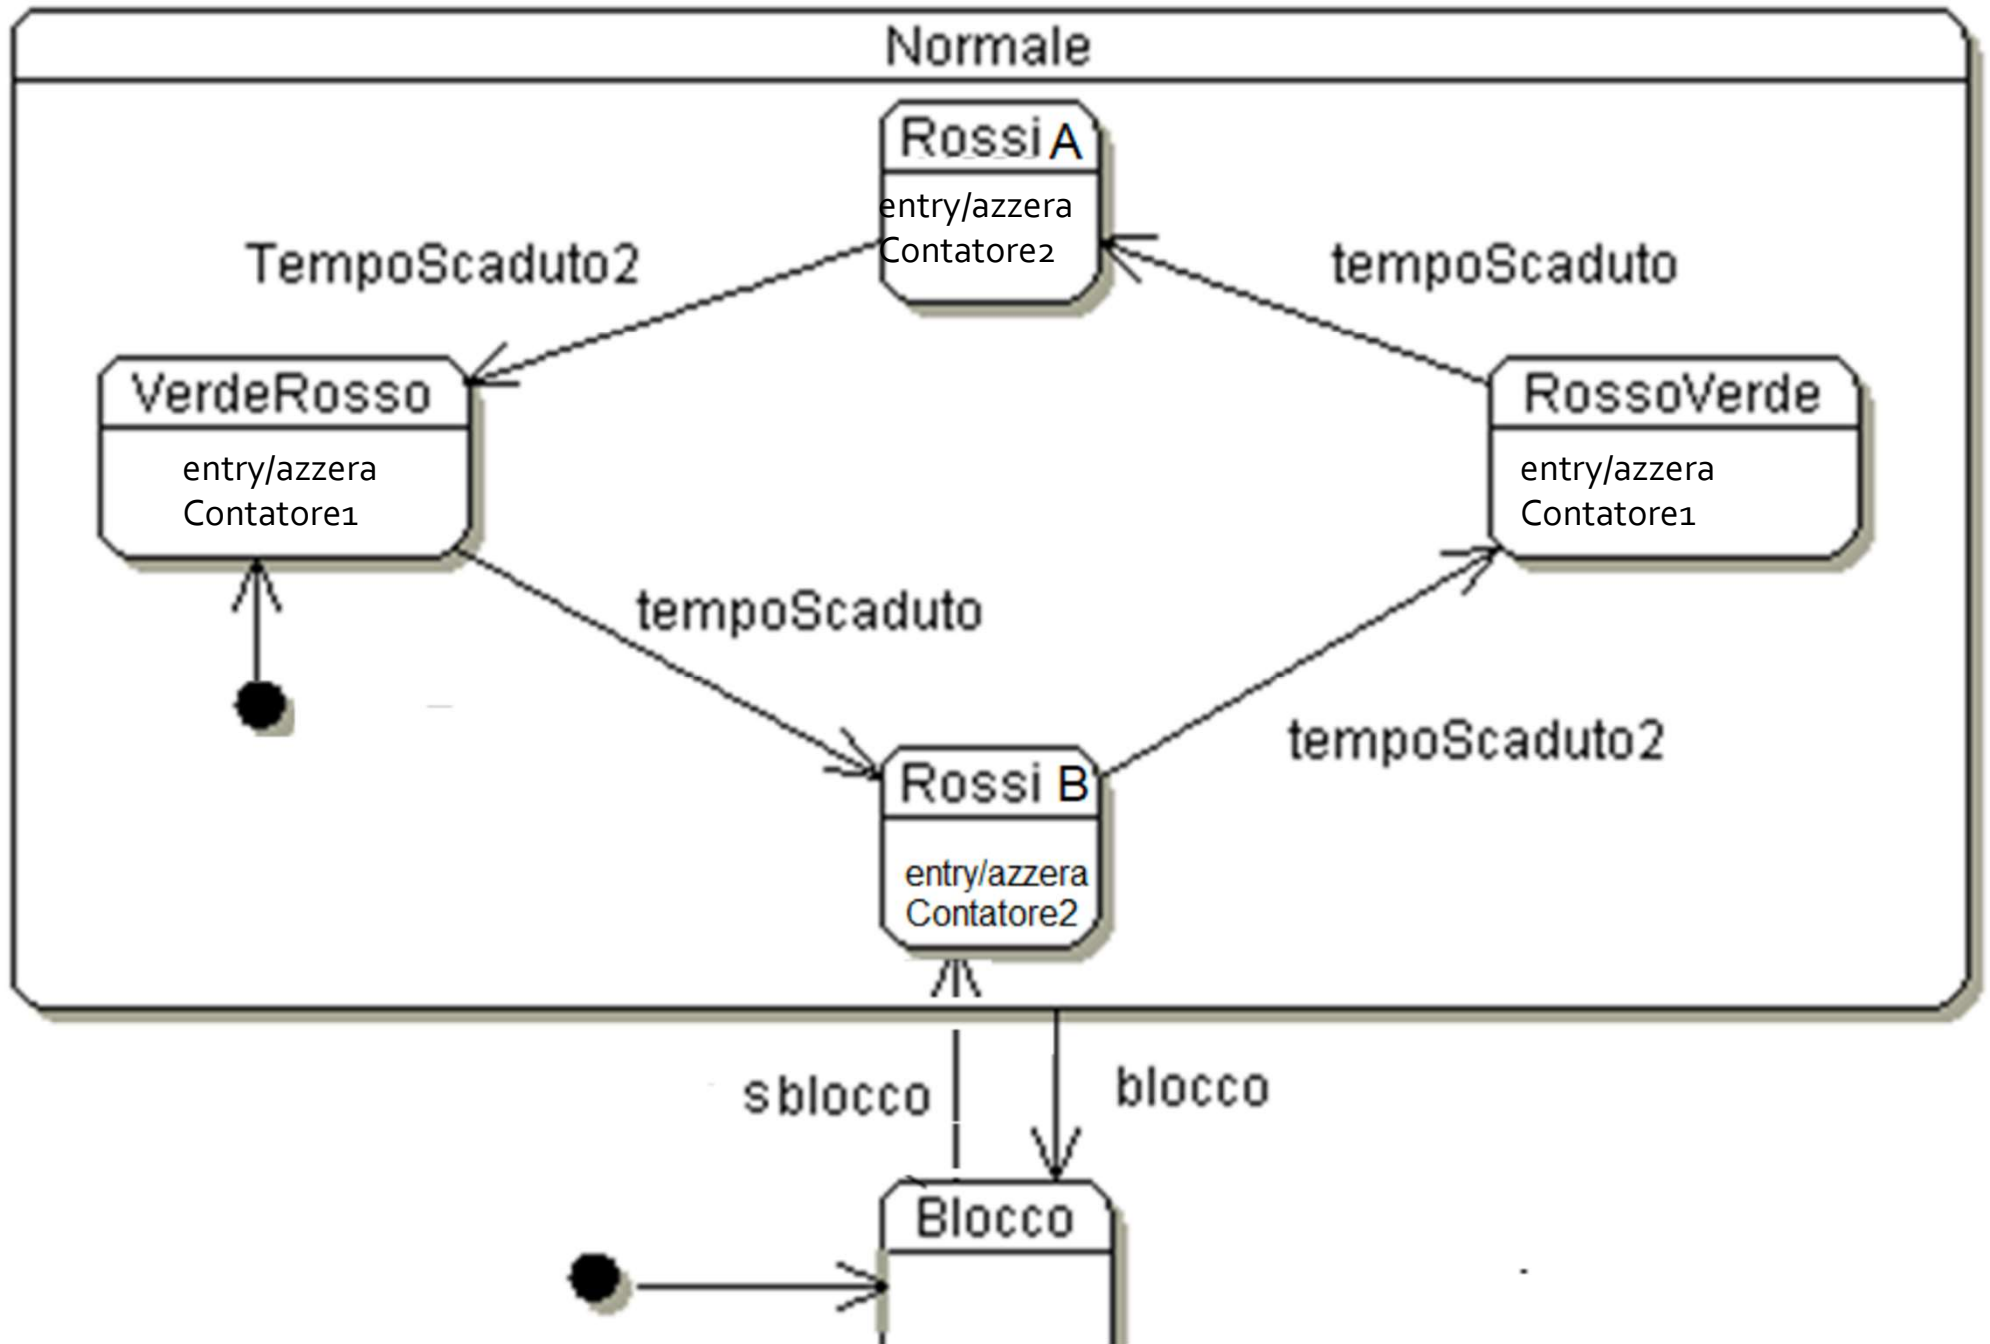 Normale
Rossi A
entry/azzera
Contatore2
TempoScaduto2
tempoScaduto
VerdeRosso
entry/azzera
Contatore1
RossoVerde
entry/azzera
Contatore1
tempoScaduto
tempoScaduto2
Rossi B
entry/azzera
Contatore2
sblocco
blocco
Blocco